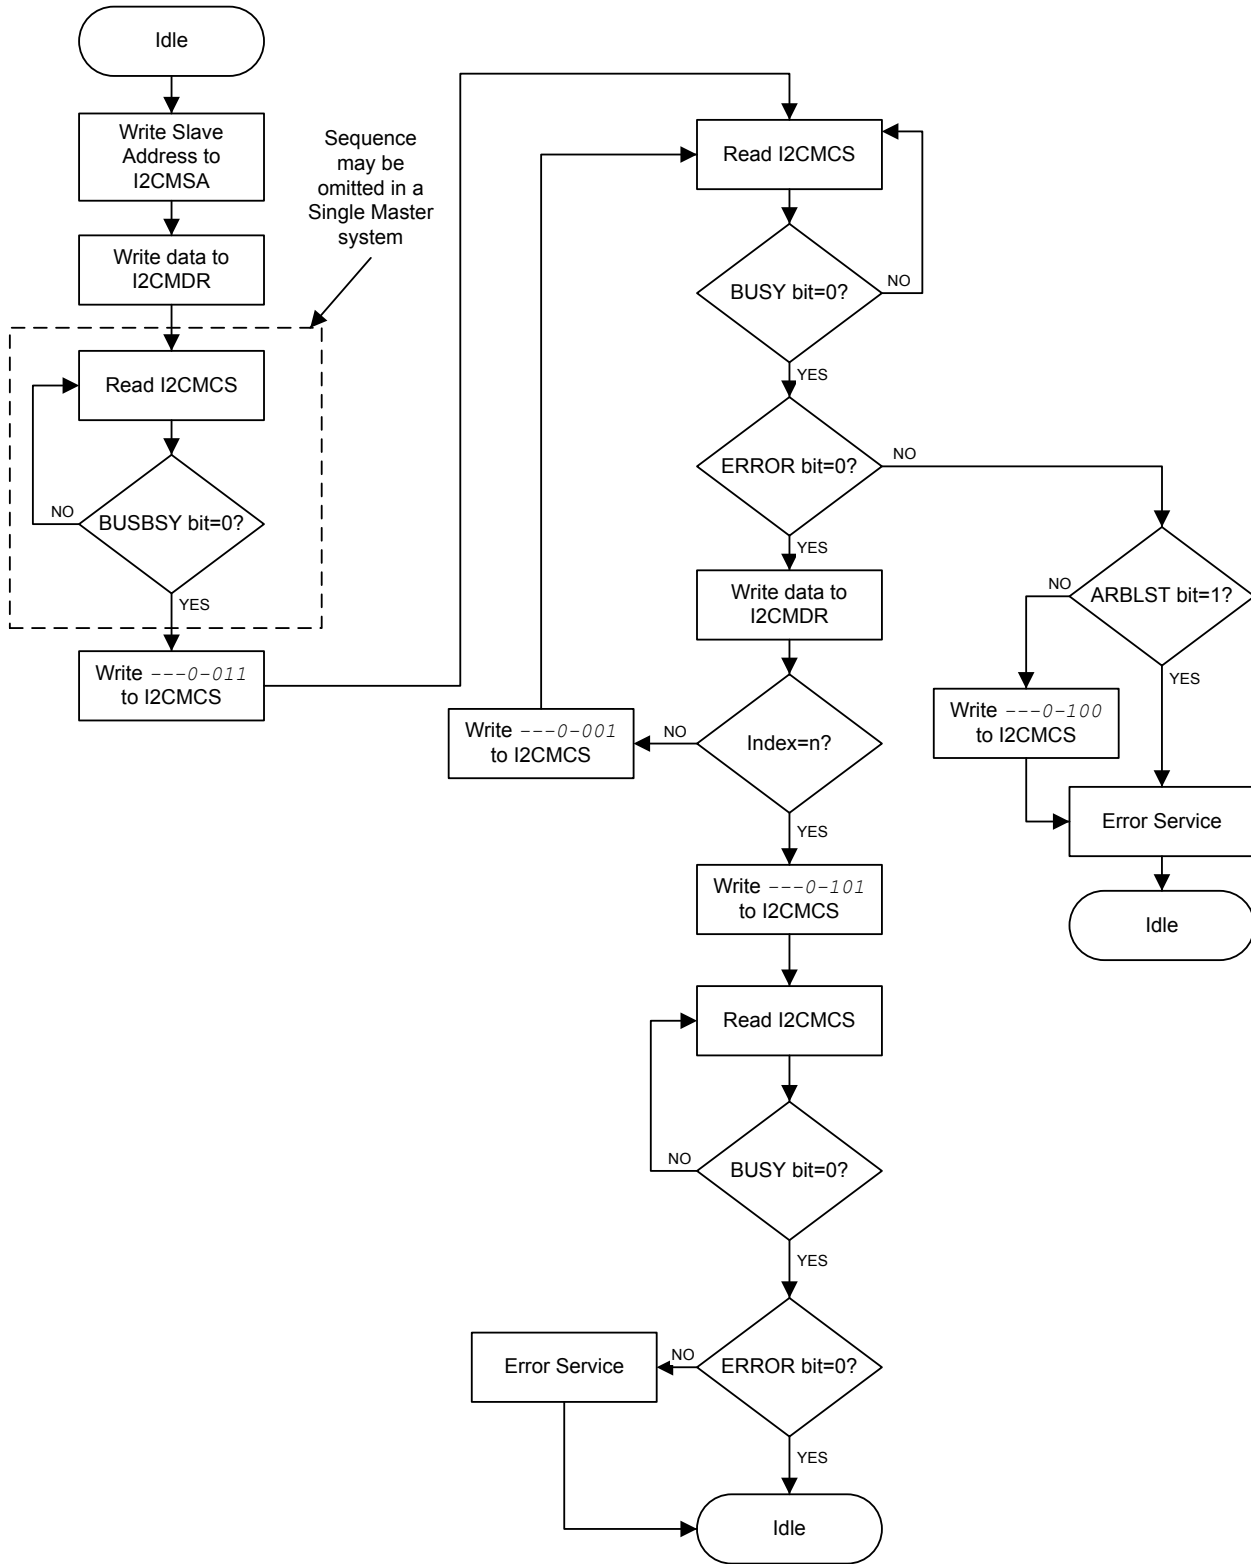 Idle
Write Slave
Address to
I2CMSA
Write data to
I2CMDR
Sequence
may be
omitted in a
Single Master
system
Read I2CMCS
BUSBSY bit=0?
NO
YES
Write ---0-011
to I2CMCS
Read I2CMCS
BUSY bit=0?
NO
YES
ERROR bit=0?
NO
YES
Write data to
I2CMDR
Index=n?
NO
Write ---0-001
to I2CMCS
YES
ARBLST bit=1?
NO
YES
Write ---0-100
to I2CMCS
Error Service
Idle
Write ---0-101
to I2CMCS
Read I2CMCS
BUSY bit=0?
NO
YES
ERROR bit=0?
NO
Error Service
YES
Idle